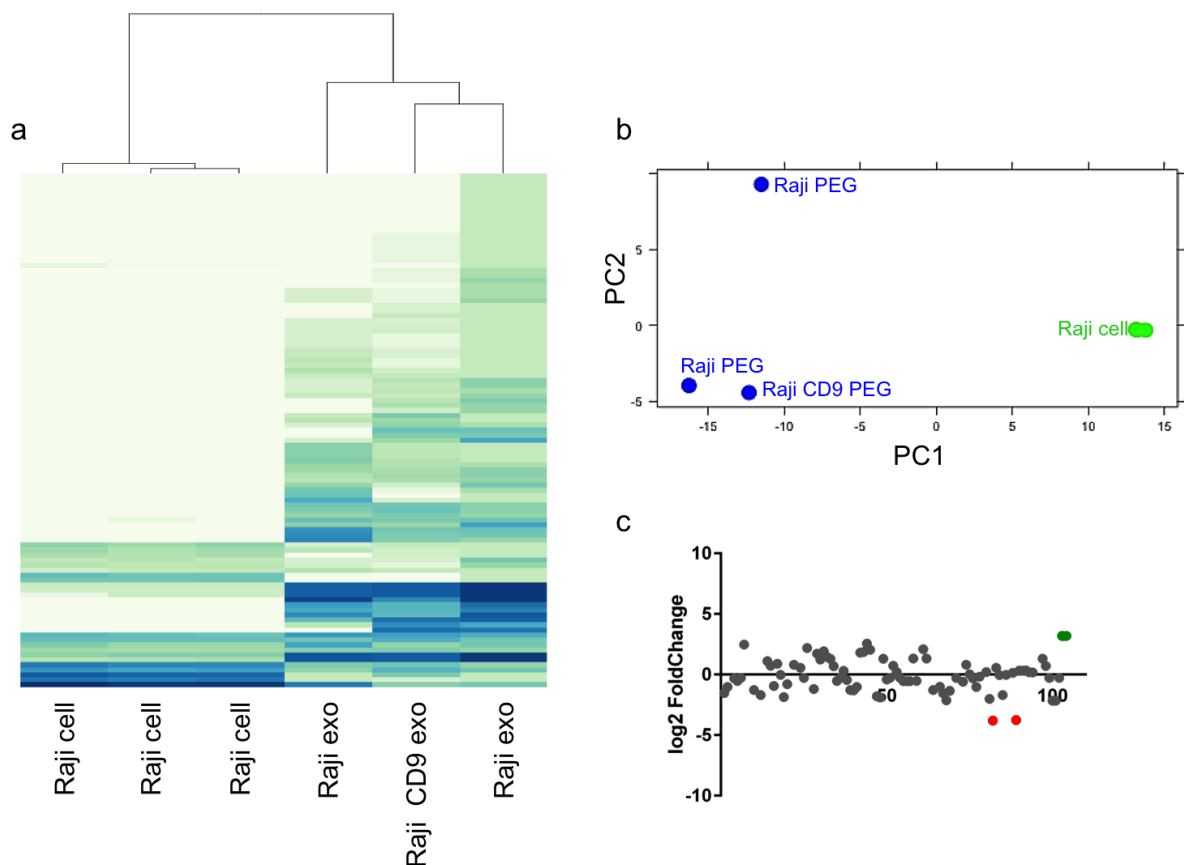 a
Raji cell
Raji cell
Raji cell
Raji exo
Raji CD9 exo
Raji exo
b
Raji PEG
Raji cell
Raji PEG
Raji CD9 PEG
5
0
-5
PC2
-15
-10
-5
0
5
10
15
PC1
c
10
5
0
-5
-10
log2 FoldChange
50
100